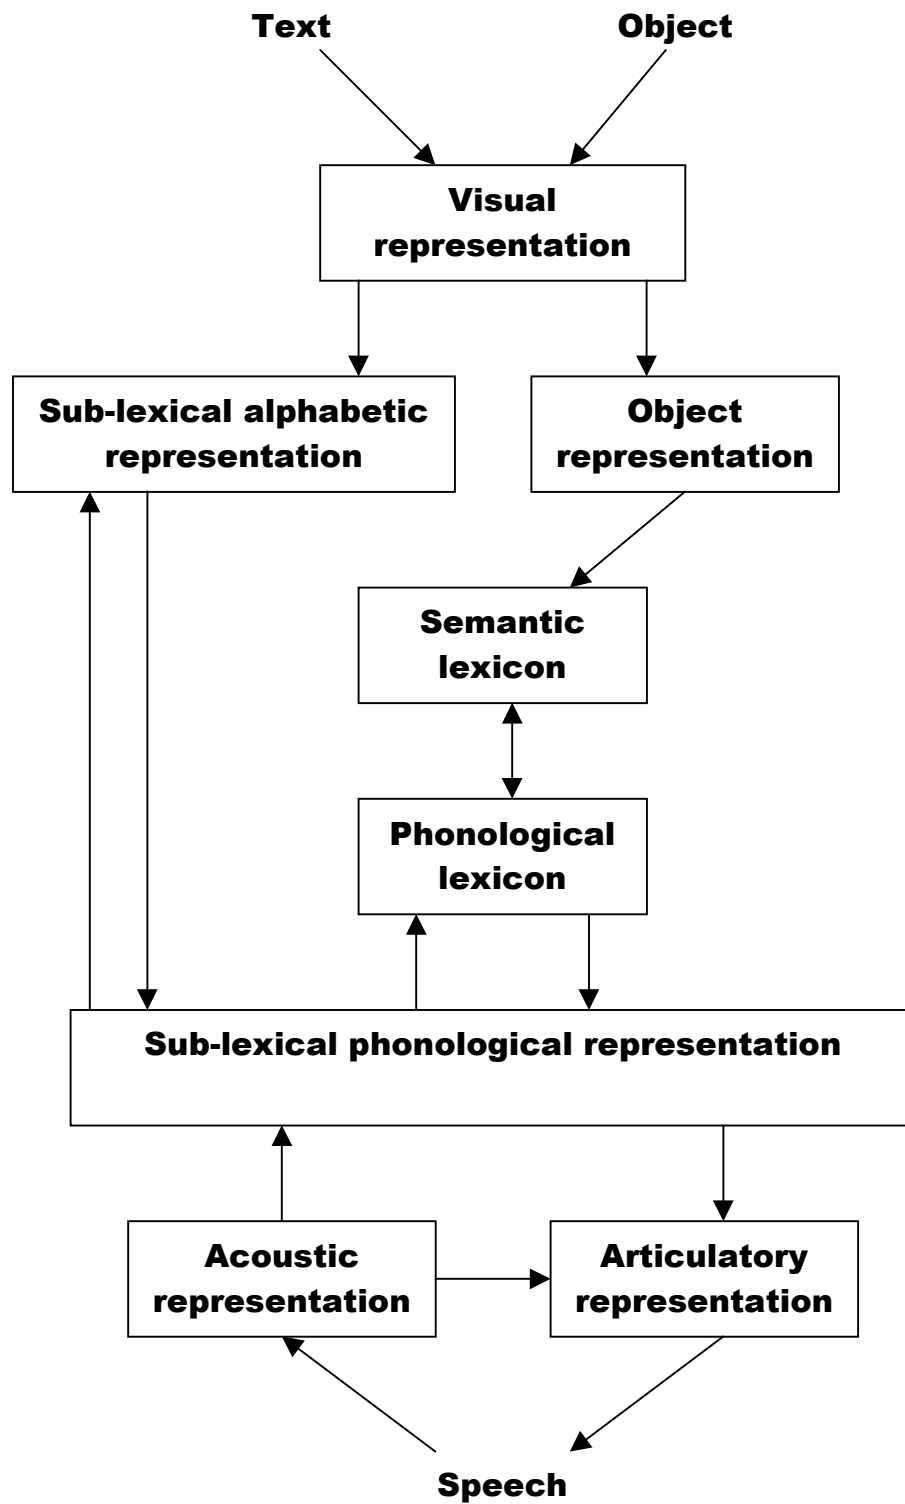 Text
Object
Visual
representation
Sub-lexical alphabetic
representation
Object
representation
Semantic
lexicon
Phonological
lexicon
Sub-lexical phonological representation
Acoustic
representation
Articulatory
representation
Speech